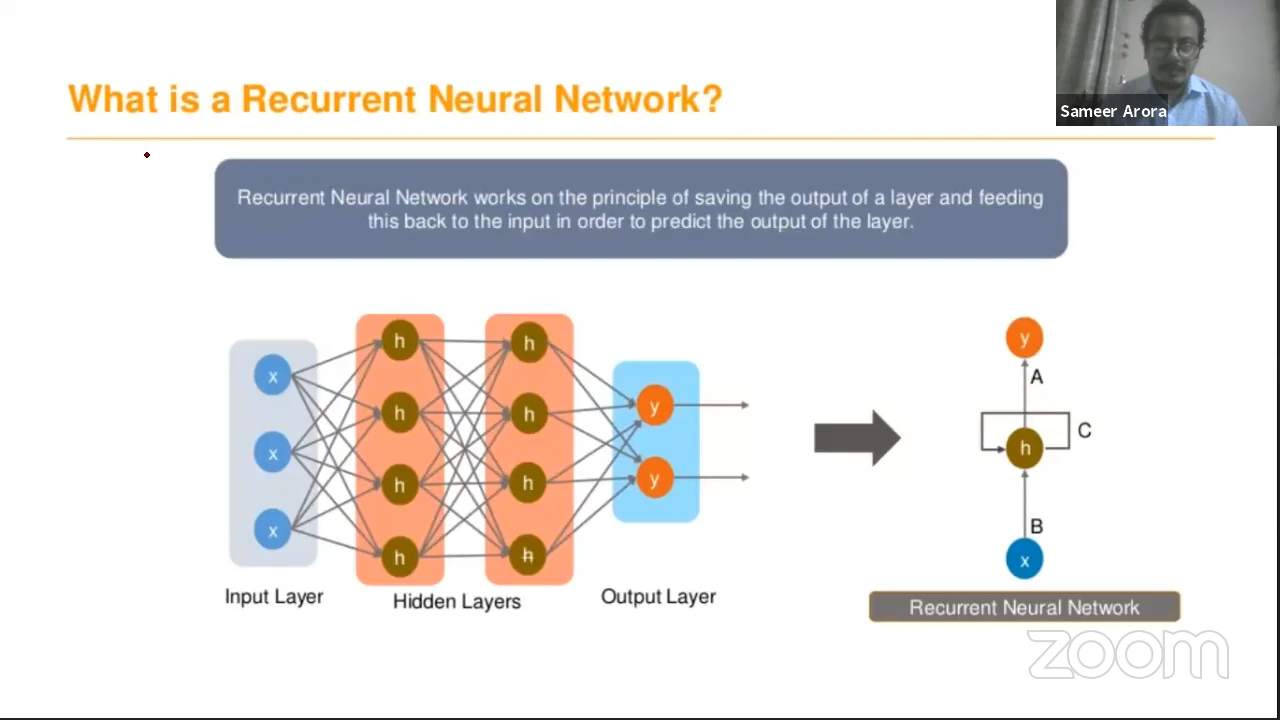 What is a Recurrent Neural Network?
Sameer Arora
Recurrent Neural Network works on the principle of saving the output of a layer and feeding
this back to the input in order to predict the output of the layer.
x
x
x
h
h
h
h
h
h
h
h
y
y
Input Layer
Hidden Layers
Output Layer
y
A
C
h
B
x
Recurrent Neural Network
zoom